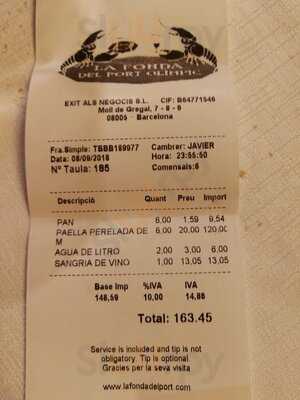 LA FONDA
DEL PORT OLIMPIC
EXIT ALS NEGOCIS S.L. CIF: B64771546
Moll de Gregal, 7 - 8 - 9
08005 - Barcelona
Fra.Simple: TBBB189977 Cambrer: JAVIER
Data: 08/09/2018 Hora: 23:55:50
Nº Taula: 185 Comensais:6
Descripció Quant Preu Import
PAN 6,00 1,59 9,54
PAELLA PERELADA DE 6,00 20,00 120,00
M
AGUA DE LITRO 2,00 3,00 6,00
SANGRIA DE VINO 1,00 13,05 13,05
Base Imp %IVA IVA
148,59 10,00 14,86
Total: 163.45
Service is included and tip is not
obligatory. Tip is optional
Gracies per la seva visita
www.lafondadelport.com